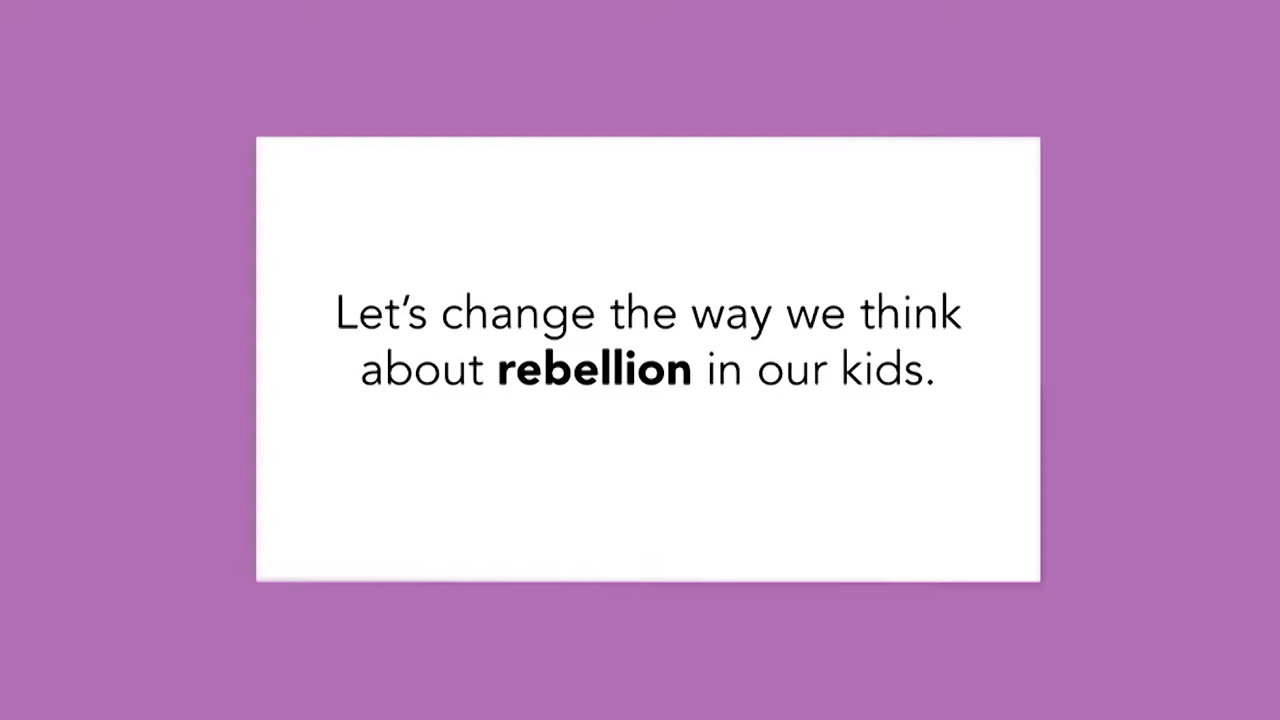 Let’s change the way we think
about rebellion in our kids.